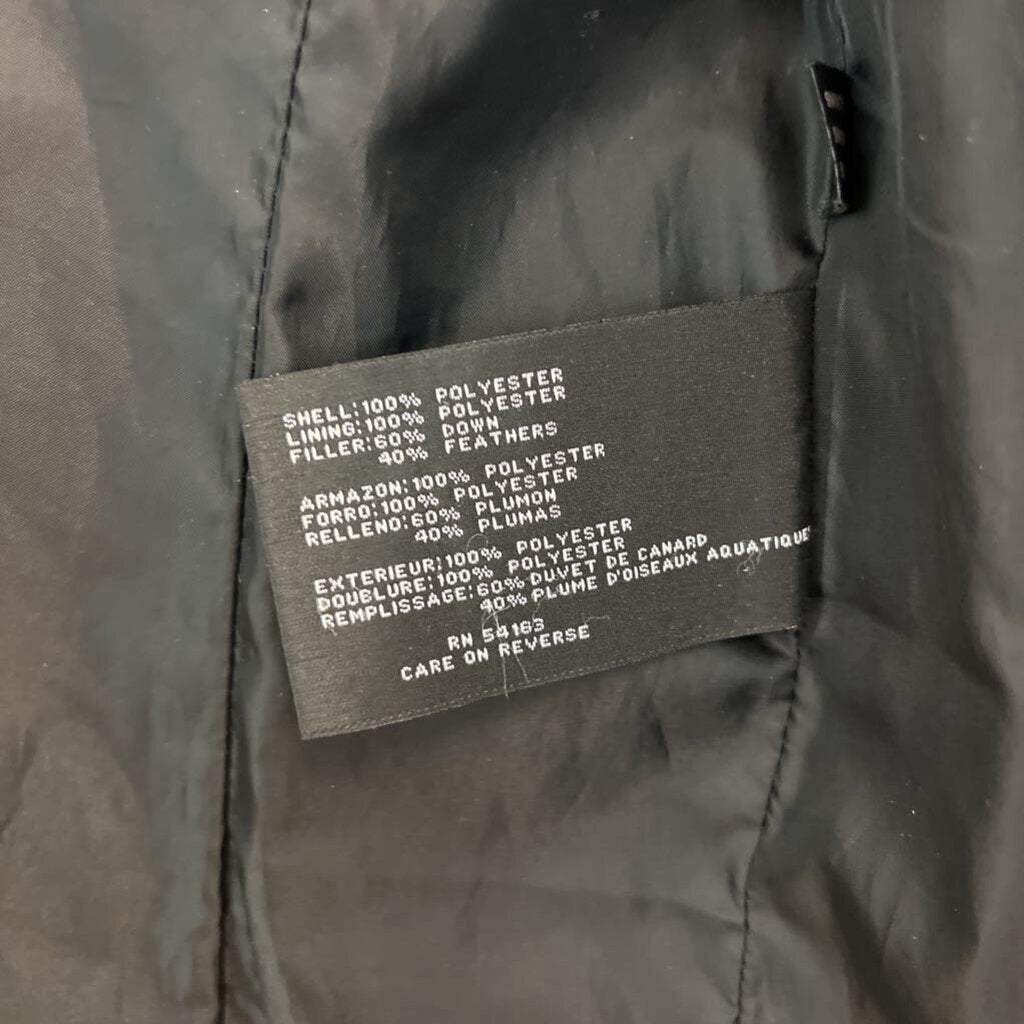 SHELL:100% POLYESTER
LINING:100% POLYESTER
FILLER:60% DOWN
40% FEATHERS
ARMAZON:100% POLYESTER
FORRO:100% POLYESTER
RELLENO:60% PLUMON
40% PLUMAS
EXTERIEUR:100% POLYESTER
DOUBLURE:100% POLYESTER
REMPLISSAGE:60% DUVET DE CANARD
40% PLUME D'OISEAUX AQUATIQUE
RN 54163
CARE ON REVERSE